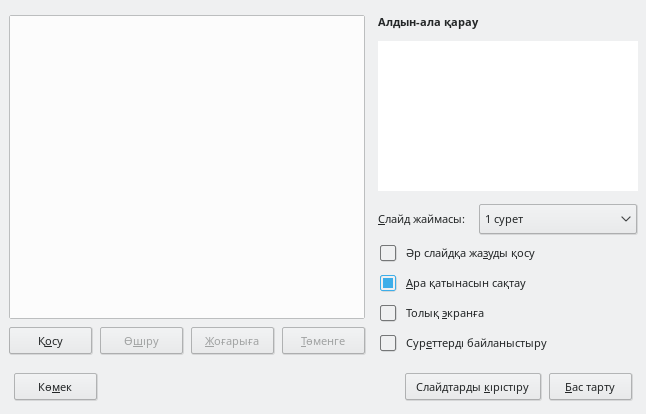 Алдын-ала қарау
Слайд жаймасы: 1 сурет
Әр слайдқа жазуды қосу
Ара қатынасын сақтау
Толық экранға
Суреттерді байланыстыру
Қосу Өшіру Жоғарыға Төменге
Көмек Слайдтарды кірістіру Бас тарту